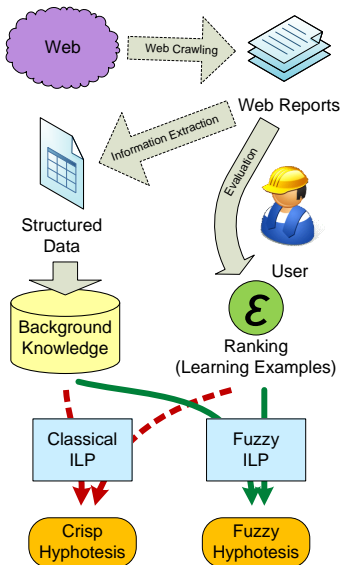 Web
Web Crawling
Web Reports
Information Extraction
Evaluation
Structured
Data
User
Background
Knowledge
ε
Ranking
(Learning Examples)
Classical
ILP
Fuzzy
ILP
Crisp
Hyphotesis
Fuzzy
Hyphotesis